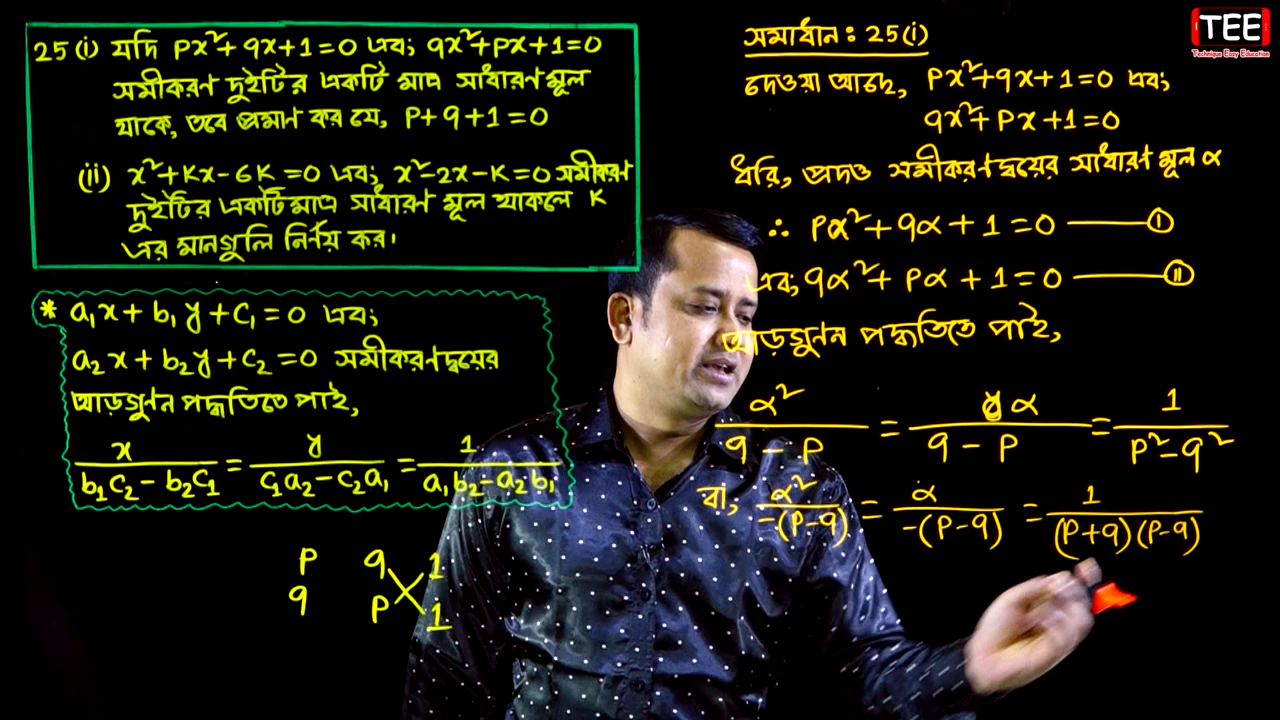 25 (i) যদি px²+qx+1=0 এবং qx²+px+1=0
সমীকরণ দুইটির একটি মাত্র সাধারণ মূল
থাকে, তবে প্রমাণ কর যে, p+q+1=0
(ii) x²+Kx-6K=0 এবং x²-2x-K=0 সমীকরণ
দুইটির একটিমাত্র সাধারণ মূল থাকলে K
এর মানগুলি নির্ণয় কর।
* a₁x+b₁y+c₁=0 এবং
a₂x+b₂y+c₂=0 সমীকরণদ্বয়ের
আড়গুণন পদ্ধতিতে পাই,
x/(b₁c₂-b₂c₁) = y/(c₁a₂-c₂a₁) = 1/(a₁b₂-a₂b₁)
p q 1
q p 1
TEE
Technique Easy Education
সমাধান: 25(i)
দেওয়া আছে, px²+qx+1=0 এবং
qx²+px+1=0
ধরি, প্রদত্ত সমীকরণদ্বয়ের সাধারণ মূল α
∴ pα²+qα+1=0 —— (i)
এবং qα²+pα+1=0 —— (ii)
আড়গুণন পদ্ধতিতে পাই,
α²/(q-p) = α/(q-p) = 1/(p²-q²)
বা, α²/-(p-q) = α/-(p-q) = 1/(p+q)(p-q)